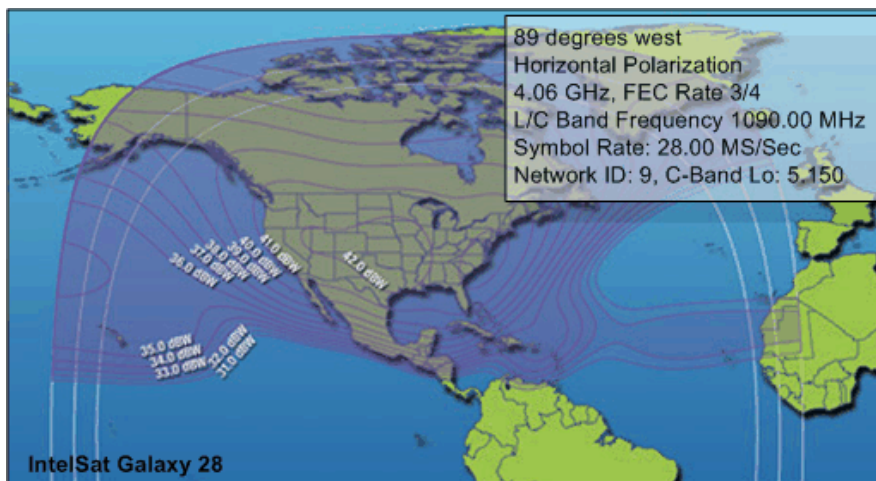 89 degrees west
Horizontal Polarization
4.06 GHz, FEC Rate 3/4
L/C Band Frequency 1090.00 MHz
Symbol Rate: 28.00 MS/Sec
Network ID: 9, C-Band Lo: 5.150
41.0 dBW
40.0 dBW
39.0 dBW
38.0 dBW
37.0 dBW
36.0 dBW
42.0 dBW
35.0 dBW
34.0 dBW
33.0 dBW
32.0 dBW
31.0 dBW
IntelSat Galaxy 28